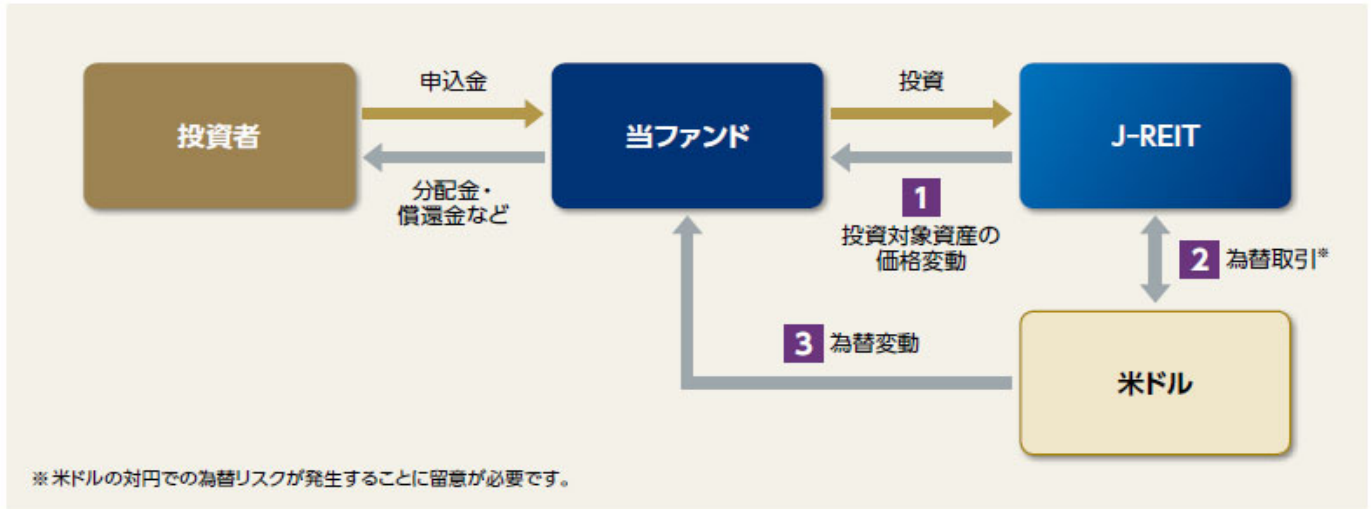 申込金
投資
投資者
当ファンド
J-REIT
分配金・
償還金など
1
投資対象資産の
価格変動
2 為替取引※
3 為替変動
米ドル
※米ドルの対円での為替リスクが発生することに留意が必要です。